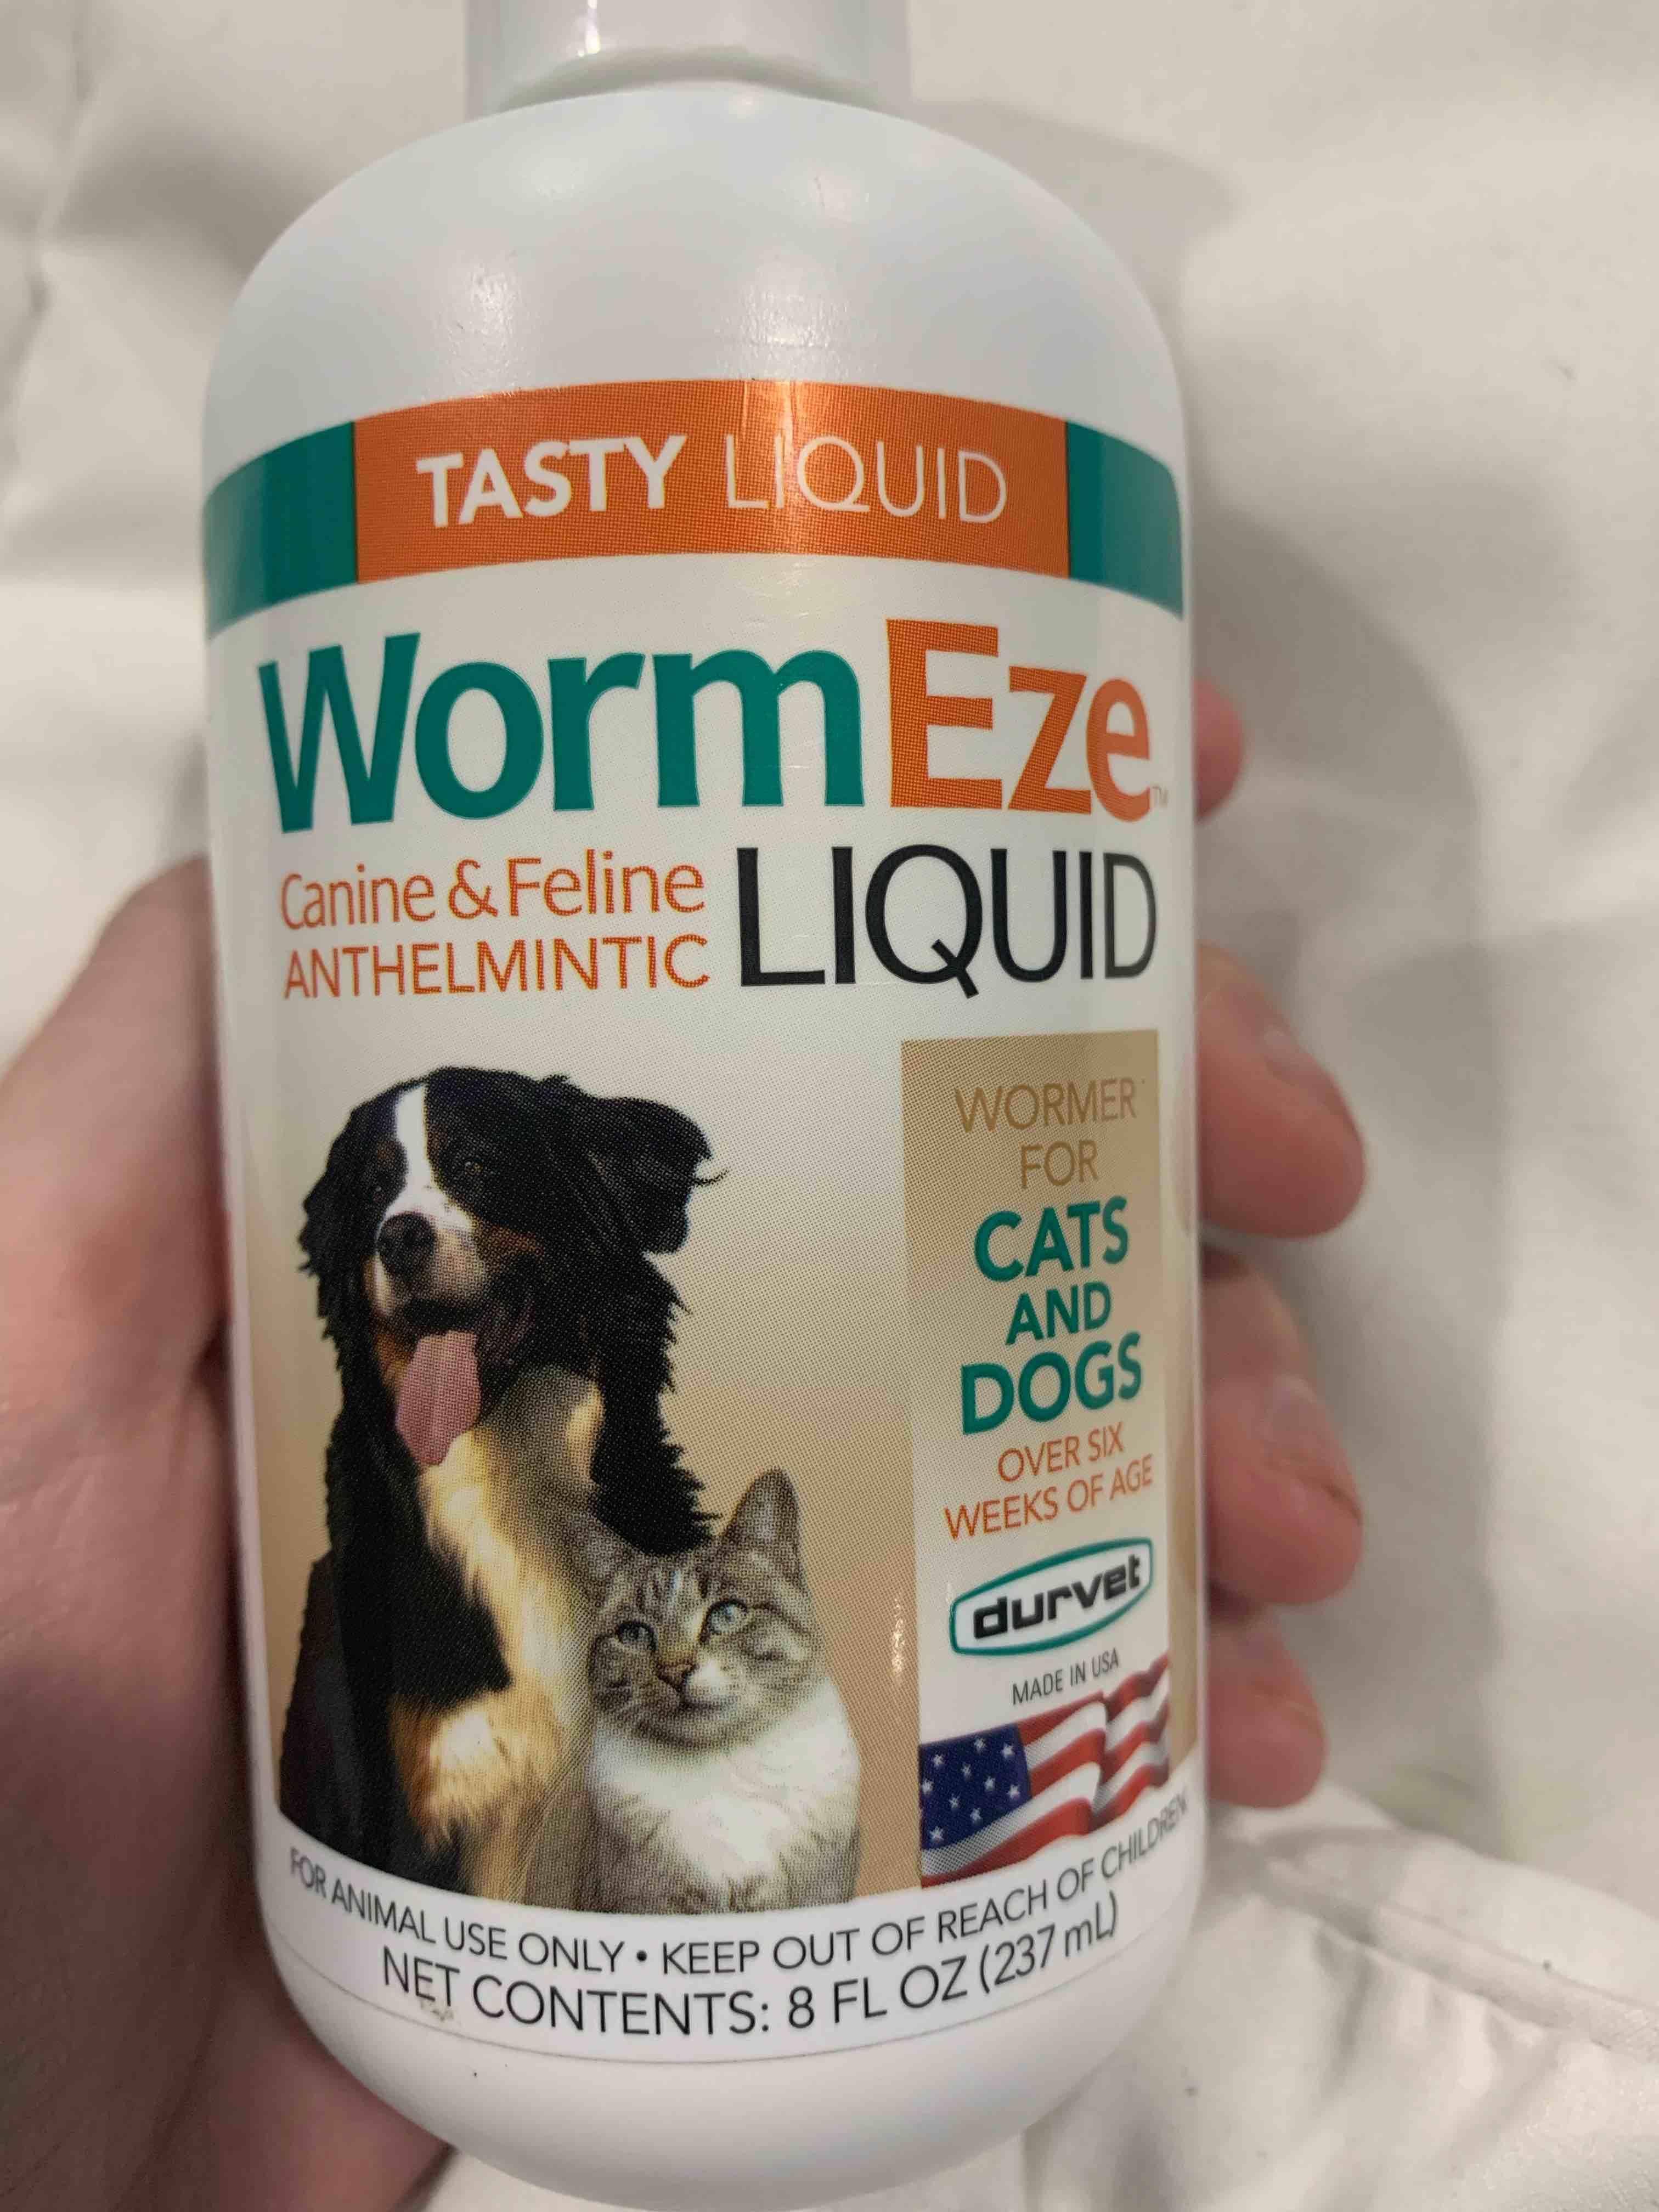 TASTY LIQUID
WormEze™
Canine & Feline
ANTHELMINTIC
LIQUID
WORMER
FOR
CATS
AND
DOGS
OVER SIX
WEEKS OF AGE
durvet
MADE IN USA
FOR ANIMAL USE ONLY • KEEP OUT OF REACH OF CHILDREN
NET CONTENTS: 8 FL OZ (237 mL)